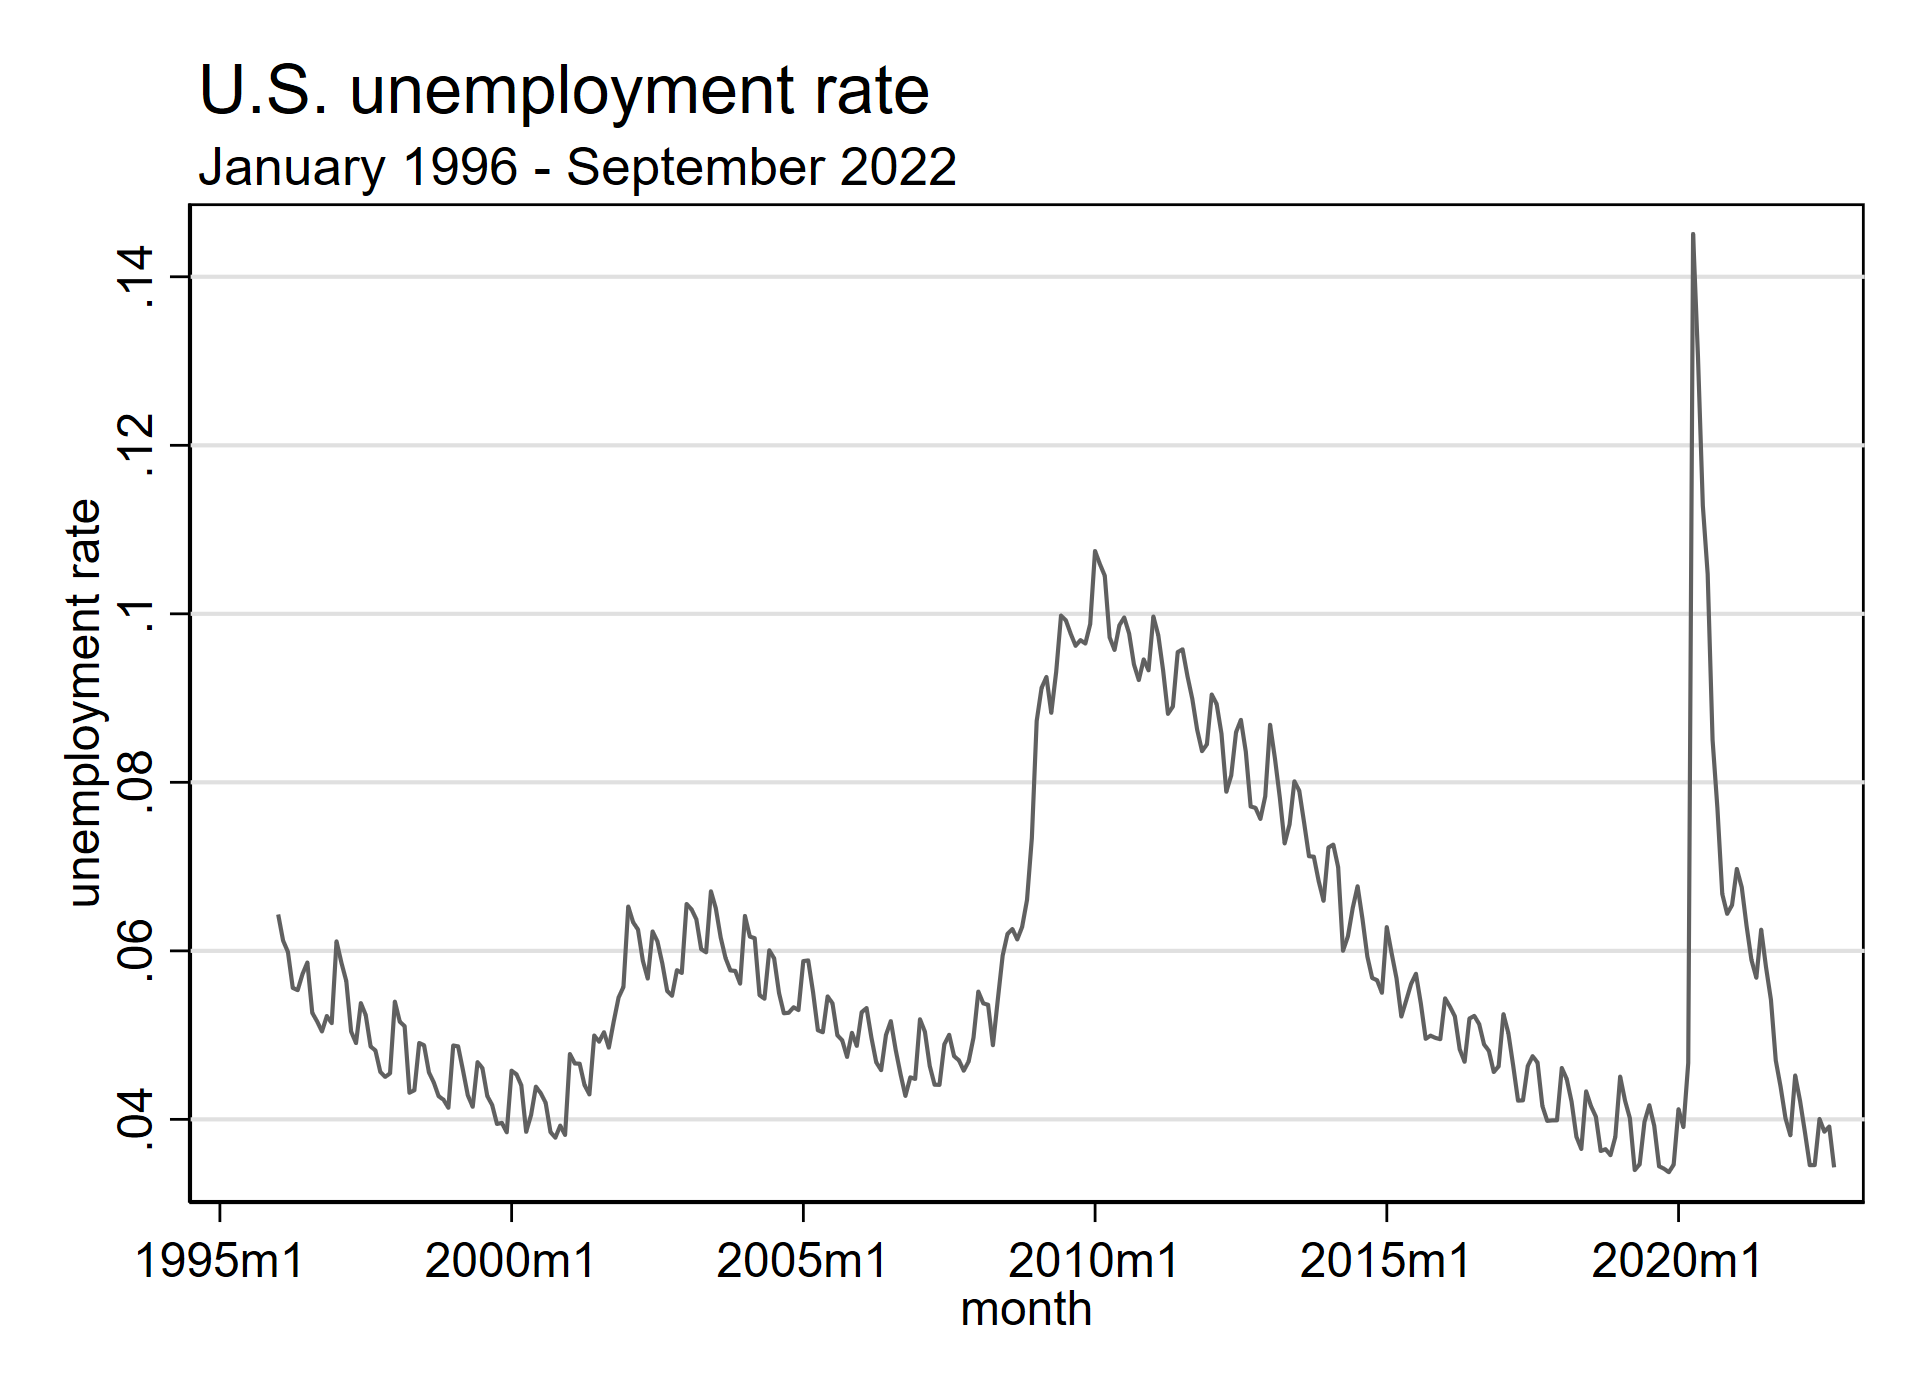 U.S. unemployment rate
January 1996 - September 2022
unemployment rate
.14
.12
.1
.08
.06
.04
1995m1 2000m1 2005m1 2010m1 2015m1 2020m1
month